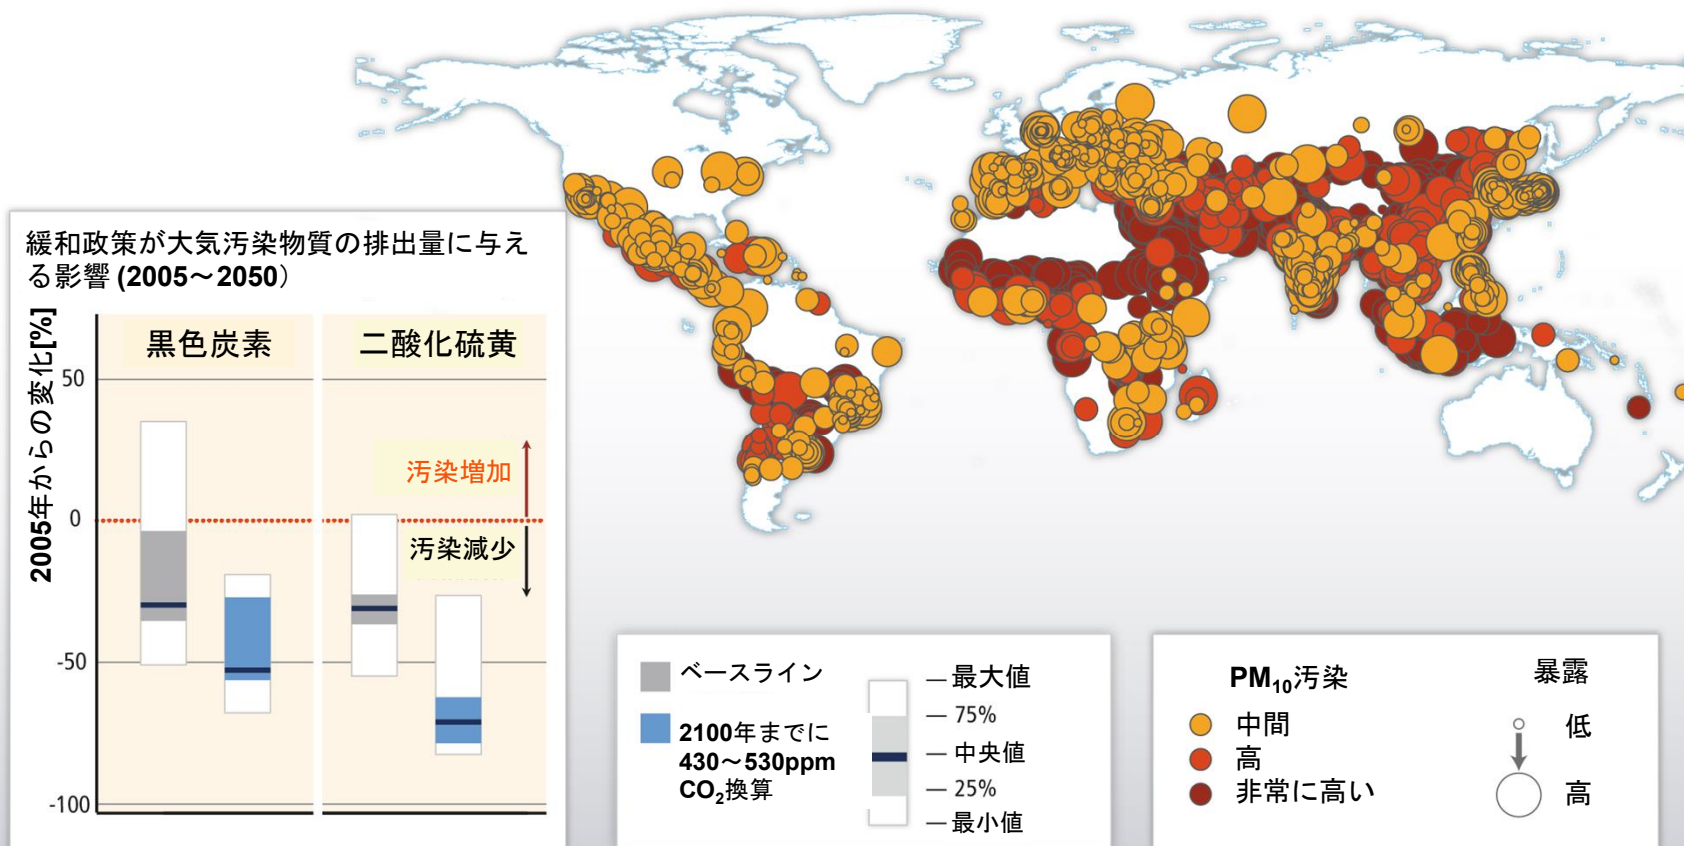 緩和政策が大気汚染物質の排出量に与え
る影響 (2005～2050）
2005年からの変化[%]
黒色炭素
二酸化硫黄
50
0
-50
-100
汚染増加
汚染減少
ベースライン
2100年までに
430～530ppm
CO₂換算
最大値
75%
中央値
25%
最小値
PM₁₀汚染
中間
高
非常に高い
暴露
低
高